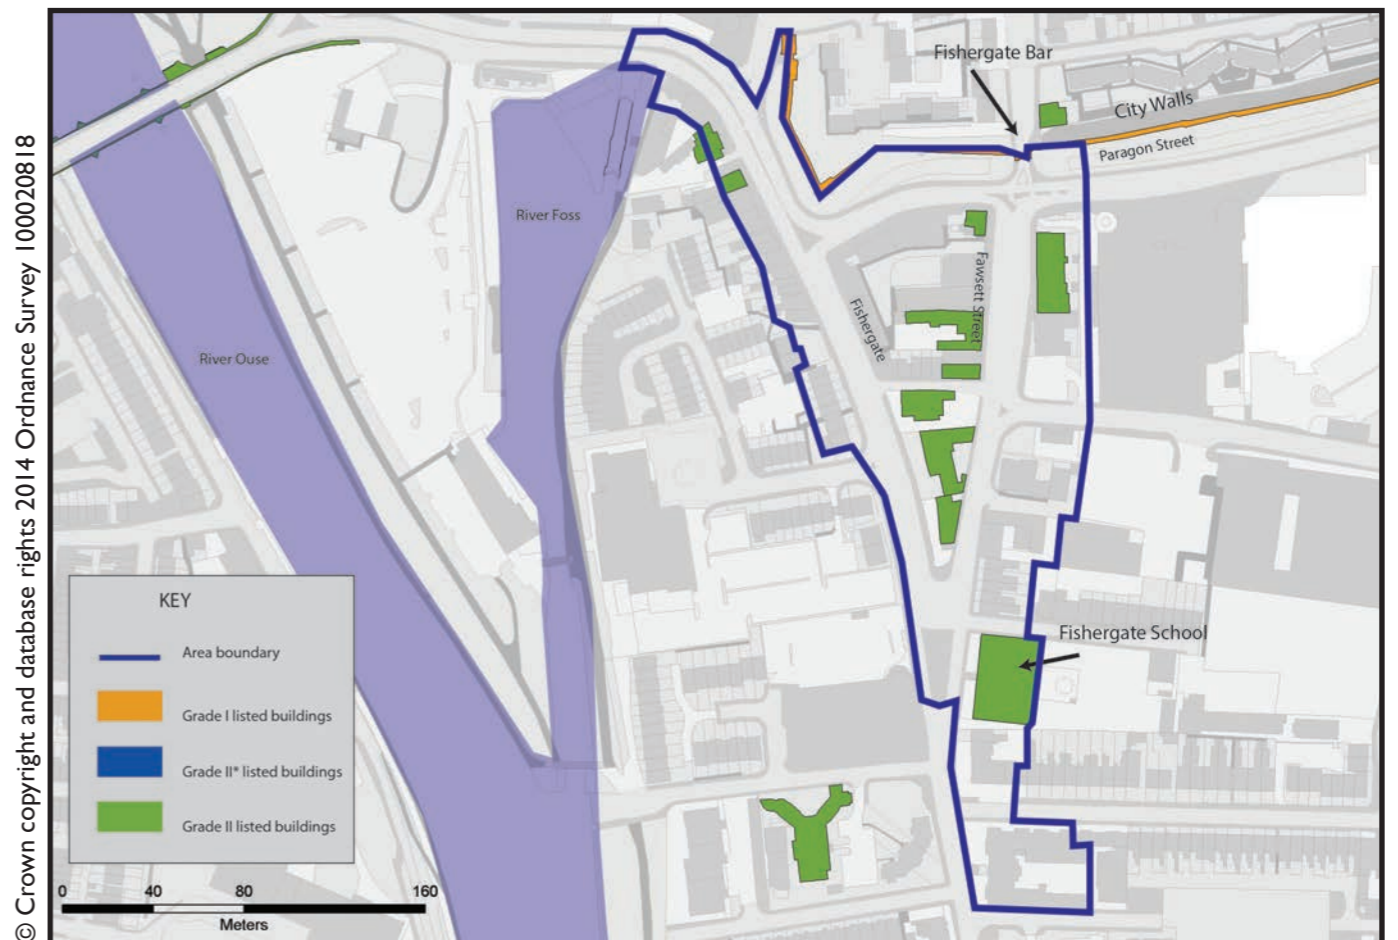 © Crown copyright and database rights 2014 Ordnance Survey 100020818
Fishergate Bar
City Walls
Paragon Street
River Foss
Fawsett Street
Fishergate
River Ouse
Fishergate School
KEY
Area boundary
Grade I listed buildings
Grade II* listed buildings
Grade II listed buildings
0 40 80 160
Meters